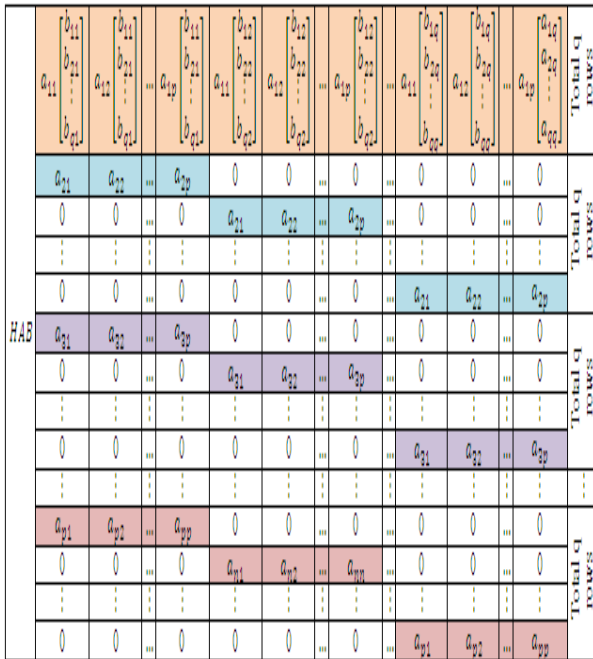 a11 [b11 b21 ⋮ bq1] a12 [b11 b21 ⋮ bq1] ... a1p [b11 b21 ⋮ bq1] a11 [b12 b22 ⋮ bq2] a12 [b12 b22 ⋮ bq2] ... a1p [b12 b22 ⋮ bq2] ... a11 [b1q b2q ⋮ bqq] a12 [b1q b2q ⋮ bqq] ... a1p [a1q a2q ⋮ aqq] Total q rows
a21 a22 ... a2p 0 0 ... 0 ... 0 0 ... 0 Total q rows
0 0 ... 0 a21 a22 ... a2p ... 0 0 ... 0
⋮ ⋮ ⋮ ⋮ ⋮ ⋮ ⋮ ⋮ ⋮ ⋮ ⋮ ⋮ ⋮
0 0 ... 0 0 0 ... 0 ... a21 a22 ... a2p
HAB a31 a32 ... a3p 0 0 ... 0 ... 0 0 ... 0 Total q rows
0 0 ... 0 a31 a32 ... a3p ... 0 0 ... 0
⋮ ⋮ ⋮ ⋮ ⋮ ⋮ ⋮ ⋮ ⋮ ⋮ ⋮ ⋮ ⋮
0 0 ... 0 0 0 ... 0 ... a31 a32 ... a3p
⋮ ⋮ ⋮ ⋮ ⋮ ⋮ ⋮ ⋮ ⋮ ⋮ ⋮ ⋮ ⋮ ⋮
ap1 ap2 ... app 0 0 ... 0 ... 0 0 ... 0 Total q rows
0 0 ... 0 an1 an2 ... ann ... 0 0 ... 0
⋮ ⋮ ⋮ ⋮ ⋮ ⋮ ⋮ ⋮ ⋮ ⋮ ⋮ ⋮ ⋮
0 0 ... 0 0 0 ... 0 ... ap1 ap2 ... app